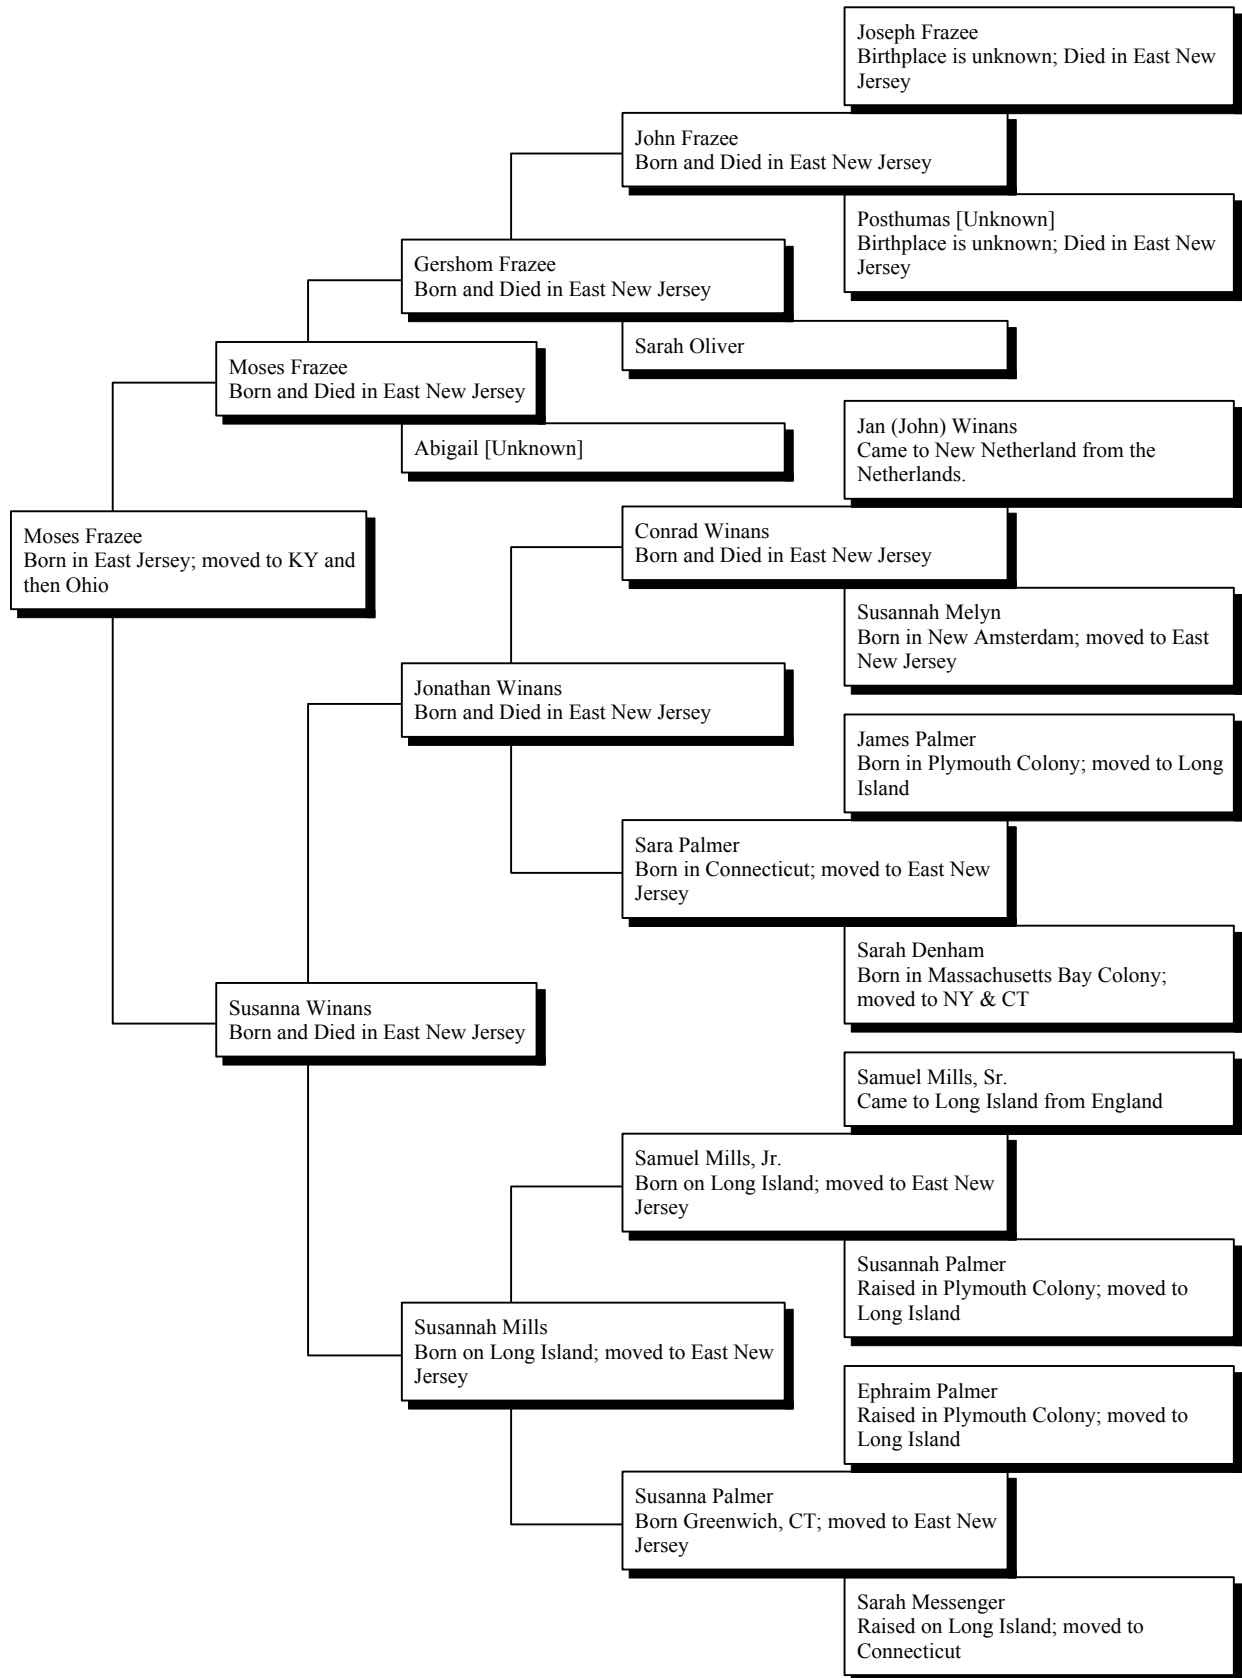 Joseph Frazee
Birthplace is unknown; Died in East New
Jersey
John Frazee
Born and Died in East New Jersey
Posthumas [Unknown]
Birthplace is unknown; Died in East New
Jersey
Gershom Frazee
Born and Died in East New Jersey
Sarah Oliver
Moses Frazee
Born and Died in East New Jersey
Abigail [Unknown]
Jan (John) Winans
Came to New Netherland from the
Netherlands.
Moses Frazee
Born in East Jersey; moved to KY and
then Ohio
Conrad Winans
Born and Died in East New Jersey
Susannah Melyn
Born in New Amsterdam; moved to East
New Jersey
Jonathan Winans
Born and Died in East New Jersey
James Palmer
Born in Plymouth Colony; moved to Long
Island
Sara Palmer
Born in Connecticut; moved to East New
Jersey
Sarah Denham
Born in Massachusetts Bay Colony;
moved to NY & CT
Susanna Winans
Born and Died in East New Jersey
Samuel Mills, Sr.
Came to Long Island from England
Samuel Mills, Jr.
Born on Long Island; moved to East New
Jersey
Susannah Palmer
Raised in Plymouth Colony; moved to
Long Island
Susannah Mills
Born on Long Island; moved to East New
Jersey
Ephraim Palmer
Raised in Plymouth Colony; moved to
Long Island
Susanna Palmer
Born Greenwich, CT; moved to East New
Jersey
Sarah Messenger
Raised on Long Island; moved to
Connecticut